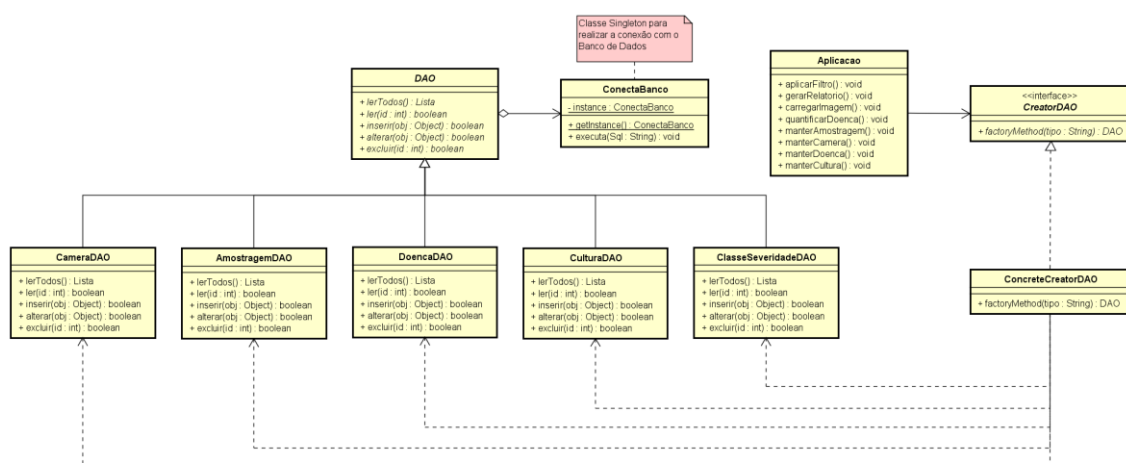 Classe Singleton para
realizar a conexão com o
Banco de Dados
DAO
+ lerTodos() : Lista
+ ler(id : int) : boolean
+ inserir(obj : Object) : boolean
+ alterar(obj : Object) : boolean
+ excluir(id : int) : boolean
ConectaBanco
- instance : ConectaBanco
+ getInstance() : ConectaBanco
+ executa(Sql : String) : void
Aplicacao
+ aplicarFiltro() : void
+ gerarRelatorio() : void
+ carregarImagem() : void
+ quantificarDoenca() : void
+ manterAmostragem() : void
+ manterCamera() : void
+ manterDoenca() : void
+ manterCultura() : void
<<interface>>
CreatorDAO
+ factoryMethod(tipo : String) : DAO
CameraDAO
+ lerTodos() : Lista
+ ler(id : int) : boolean
+ inserir(obj : Object) : boolean
+ alterar(obj : Object) : boolean
+ excluir(id : int) : boolean
AmostragemDAO
+ lerTodos() : Lista
+ ler(id : int) : boolean
+ inserir(obj : Object) : boolean
+ alterar(obj : Object) : boolean
+ excluir(id : int) : boolean
DoencaDAO
+ lerTodos() : Lista
+ ler(id : int) : boolean
+ inserir(obj : Object) : boolean
+ alterar(obj : Object) : boolean
+ excluir(id : int) : boolean
CulturaDAO
+ lerTodos() : Lista
+ ler(id : int) : boolean
+ inserir(obj : Object) : boolean
+ alterar(obj : Object) : boolean
+ excluir(id : int) : boolean
ClasseSeveridadeDAO
+ lerTodos() : Lista
+ ler(id : int) : boolean
+ inserir(obj : Object) : boolean
+ alterar(obj : Object) : boolean
+ excluir(id : int) : boolean
ConcreteCreatorDAO
+ factoryMethod(tipo : String) : DAO